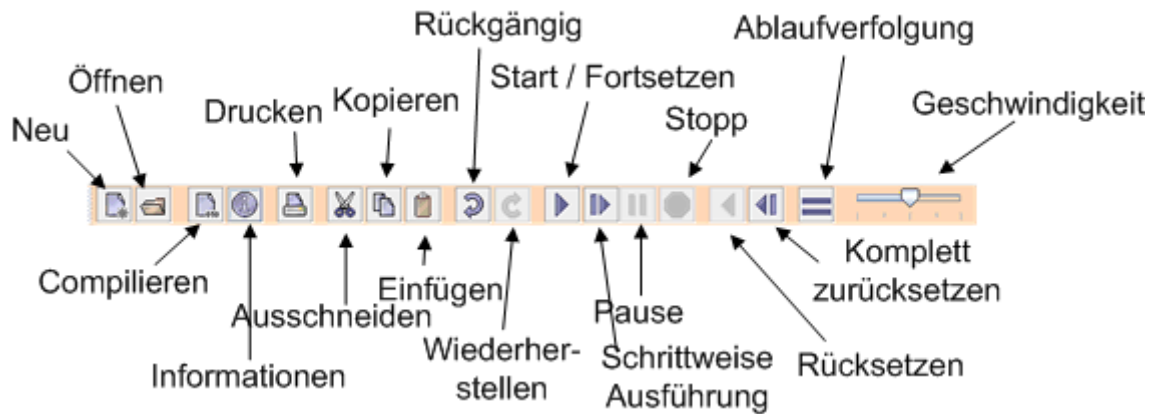 Rückgängig
Ablaufverfolgung
Start / Fortsetzen
Öffnen
Kopieren
Drucken
Geschwindigkeit
Stopp
Neu
Komplett
zurücksetzen
Compilieren
Einfügen
Ausschneiden
Pause
Wiederher-
stellen
Schrittweise
Ausführung
Rücksetzen
Informationen